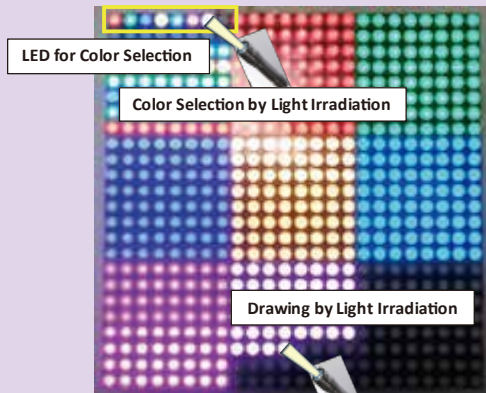 LED for Color Selection
Color Selection by Light Irradiation
Drawing by Light Irradiation